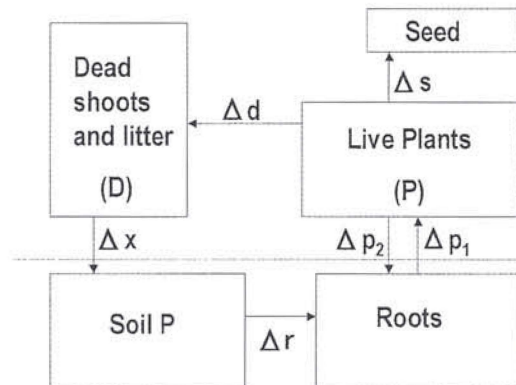 Seed
Dead
shoots
and litter
(D)
Δ d
Δ s
Live Plants
(P)
Δ x
Δ p₂
Δ p₁
Soil P
Δ r
Roots